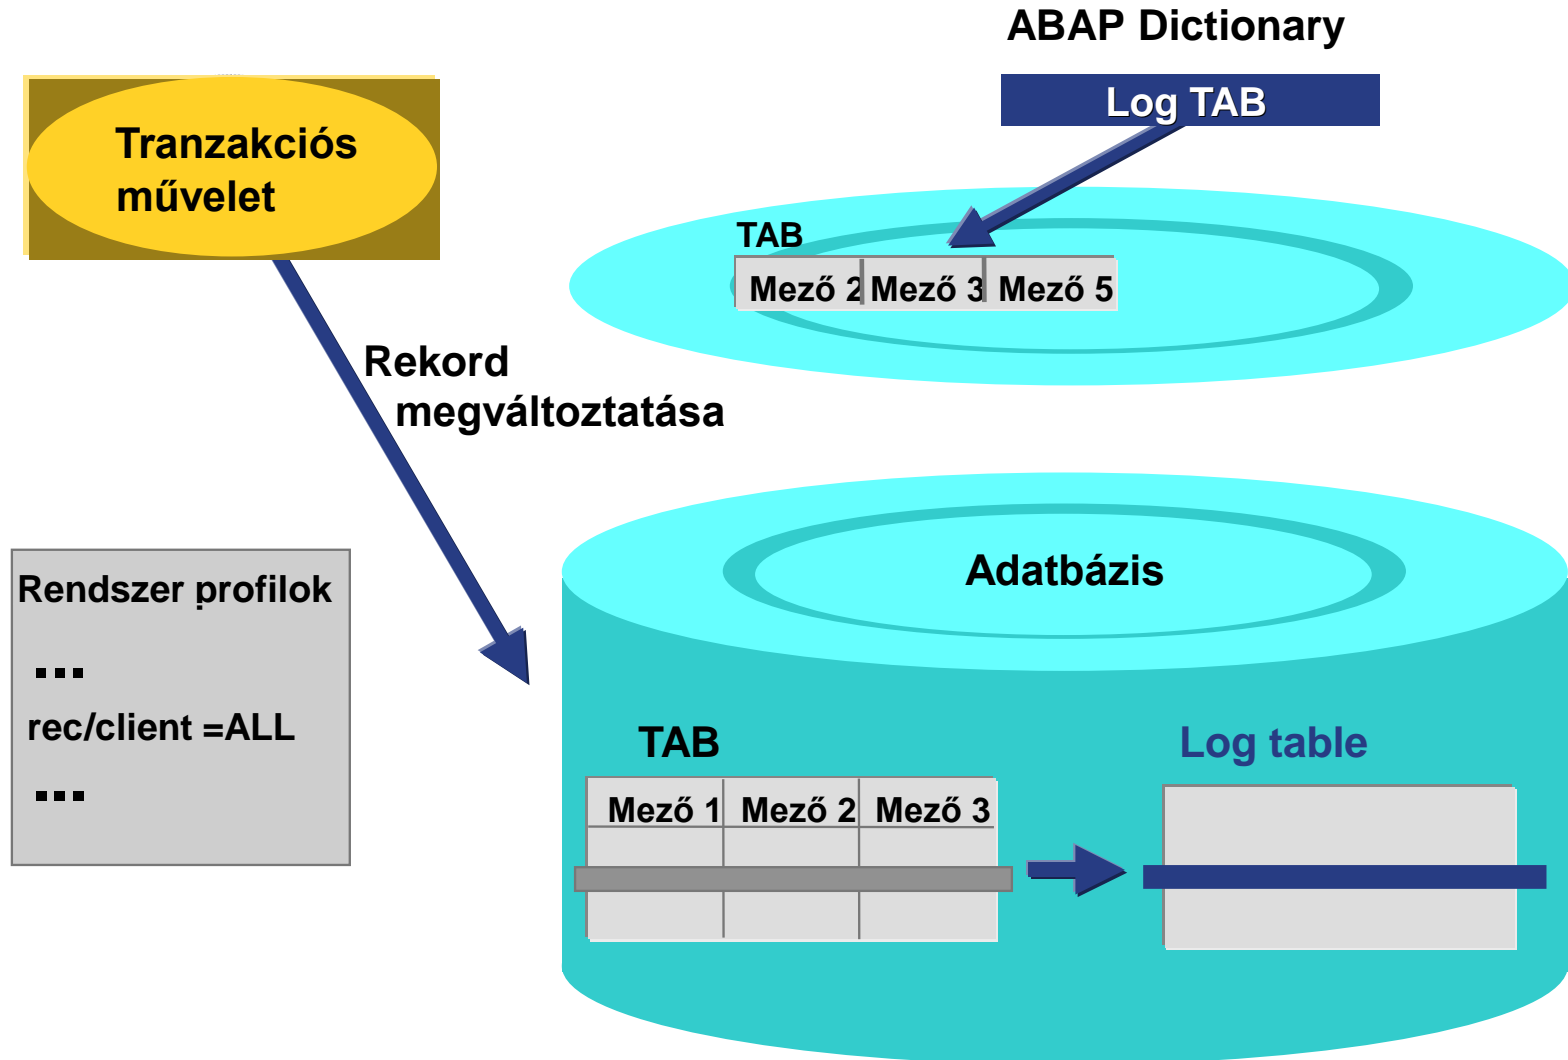 ABAP Dictionary
Log TAB
Tranzakciós
művelet
TAB
Mező 2 Mező 3 Mező 5
Rekord
megváltoztatása
Rendszer profilok
...
rec/client =ALL
...
Adatbázis
TAB
Log table
Mező 1 Mező 2 Mező 3